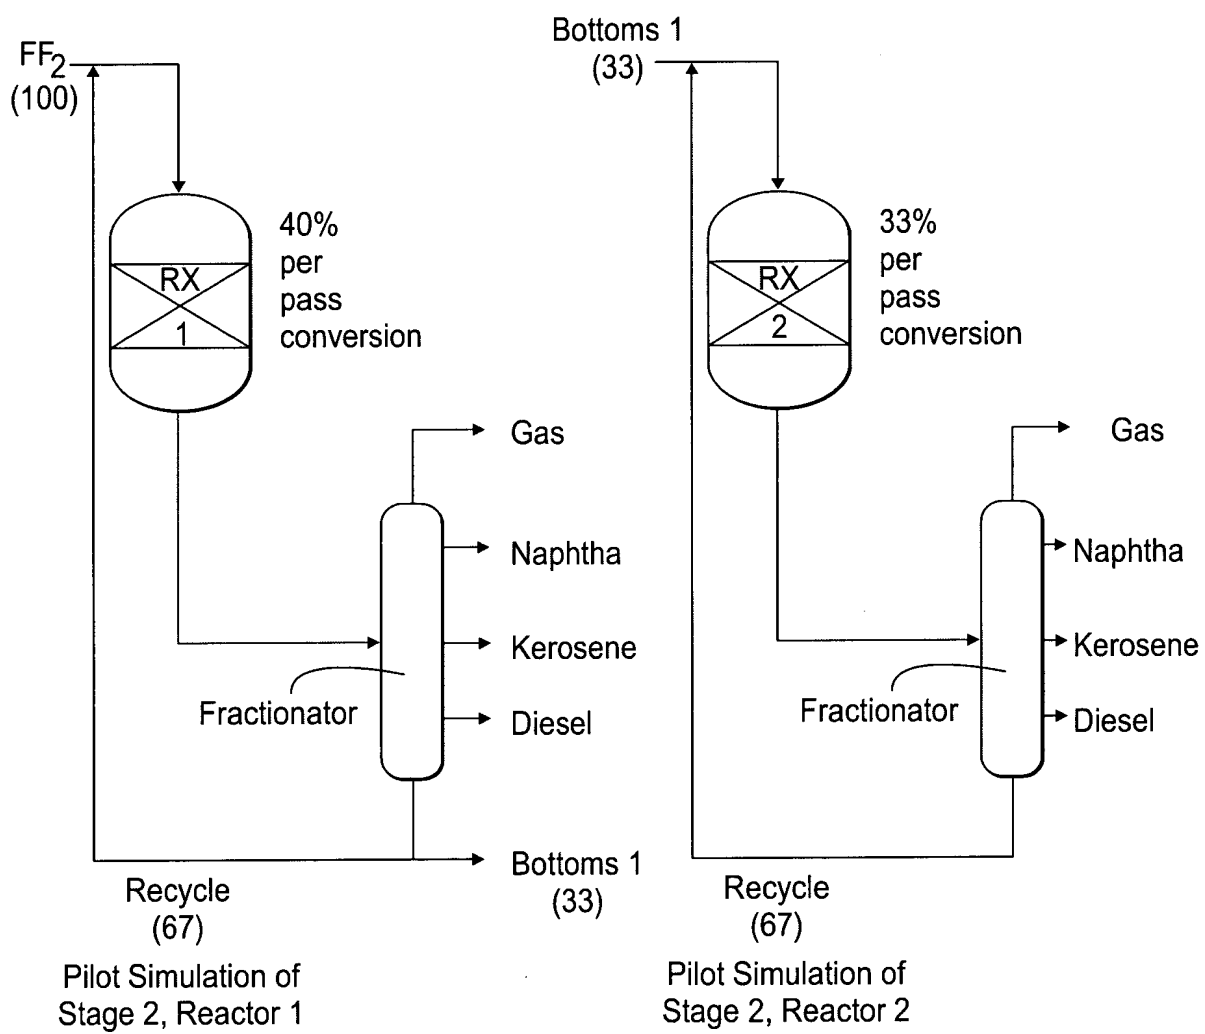 FF2
(100)
40%
per
pass
conversion
RX
1
Gas
Naphtha
Kerosene
Diesel
Fractionator
Bottoms 1
(33)
Recycle
(67)
Pilot Simulation of
Stage 2, Reactor 1
Bottoms 1
(33)
33%
per
pass
conversion
RX
2
Gas
Naphtha
Kerosene
Diesel
Fractionator
Recycle
(67)
Pilot Simulation of
Stage 2, Reactor 2